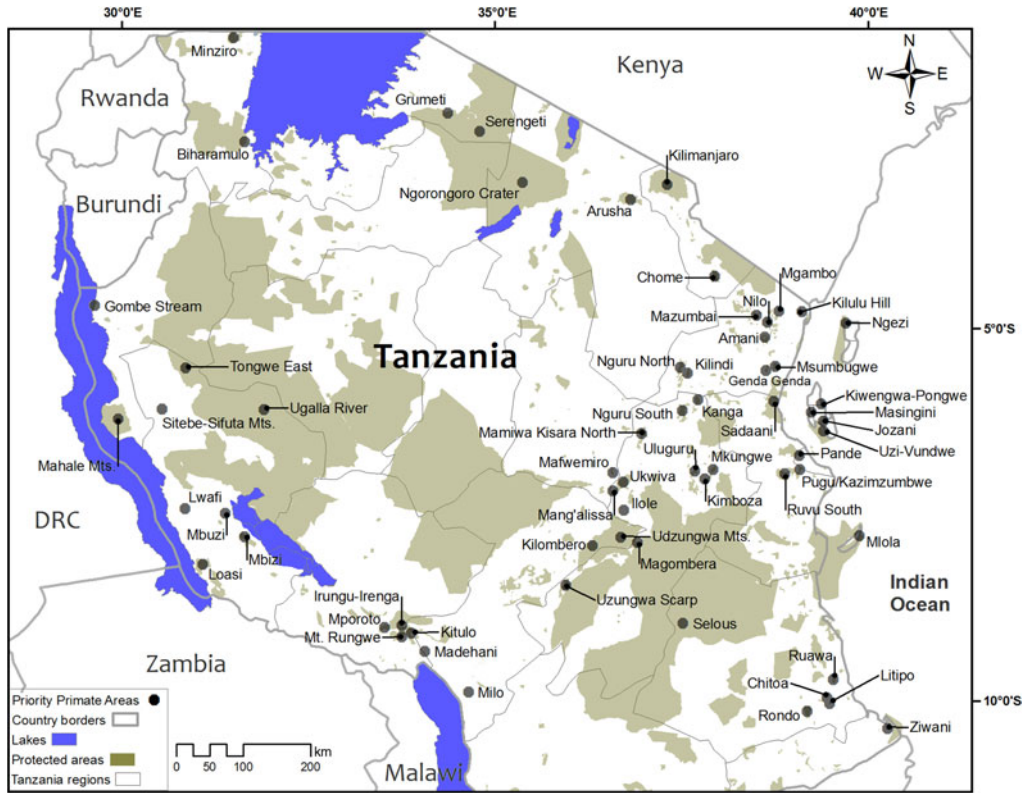 30°0'E
35°0'E
40°0'E
Minziro
Kenya
N
W E
S
Rwanda
Grumeti
Serengeti
Biharamulo
Kilimanjaro
Ngorongoro Crater
Burundi
Arusha
Chome
Mgambo
Gombe Stream
Nilo
Kilulu Hill
Mazumbai
Ngezi
5°0'S
Amani
Tanzania
Nguru North
Kilindi
Msumbugwe
Tongwe East
Genda Genda
Kiwengwa-Pongwe
Ugalla River
Nguru South
Kanga
Masingini
Sitebe-Sifuta Mts.
Sadaani
Jozani
Mamiwa Kisara North
Uzi-Vundwe
Uluguru
Mkungwe
Pande
Mahale Mts.
Mafwemiro
Ukwiva
Pugu/Kazimzumbwe
Kimboza
Lwafi
Ilole
Ruvu South
Mang'alissa
DRC
Mbuzi
Udzungwa Mts.
Mlola
Kilombero
Mbizi
Magombera
Loasi
Indian
Ocean
Irungu-Irenga
Uzungwa Scarp
Mporoto
Selous
Mt. Rungwe
Kitulo
Madehani
Zambia
Ruawa
Chitoa
Litipo
Milo
Priority Primate Areas
10°0'S
Rondo
Country borders
Ziwani
Lakes
Protected areas
km
0 50 100 200
Malawi
Tanzania regions